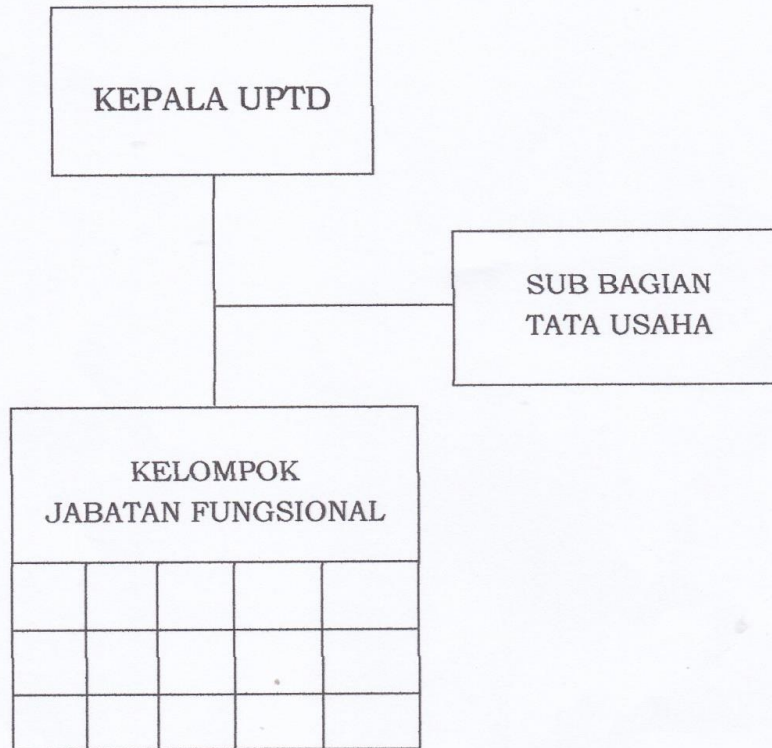 KEPALA UPTD
SUB BAGIAN
TATA USAHA
KELOMPOK
JABATAN FUNGSIONAL